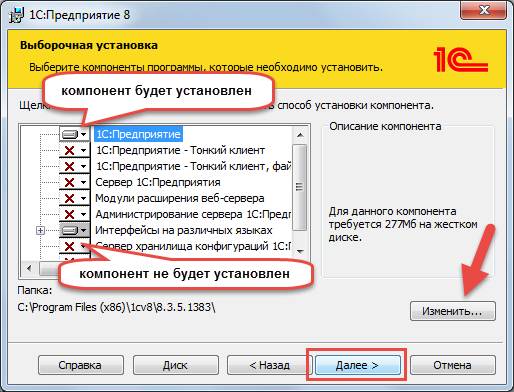 1С:Предприятие 8
Выборочная установка
Выберите компоненты программы, которые необходимо установить.
1С
компонент будет установлен
Щелк
способ установки компонента.
1С:Предприятие
1С:Предприятие - Тонкий клиент
1С:Предприятие - Тонкий клиент, фай
Сервер 1С:Предприятия
Модули расширения веб-сервера
Администрирование сервера 1С:Предп
Интерфейсы на различных языках
Сервер хранилища конфигураций 1С:П
Описание компонента
Для данного компонента
требуется 277Мб на жестком
диске.
компонент не будет установлен
Папка:
C:\Program Files (x86)\1cv8\8.3.5.1383\
Изменить...
Справка
Диск
< Назад
Далее >
Отмена